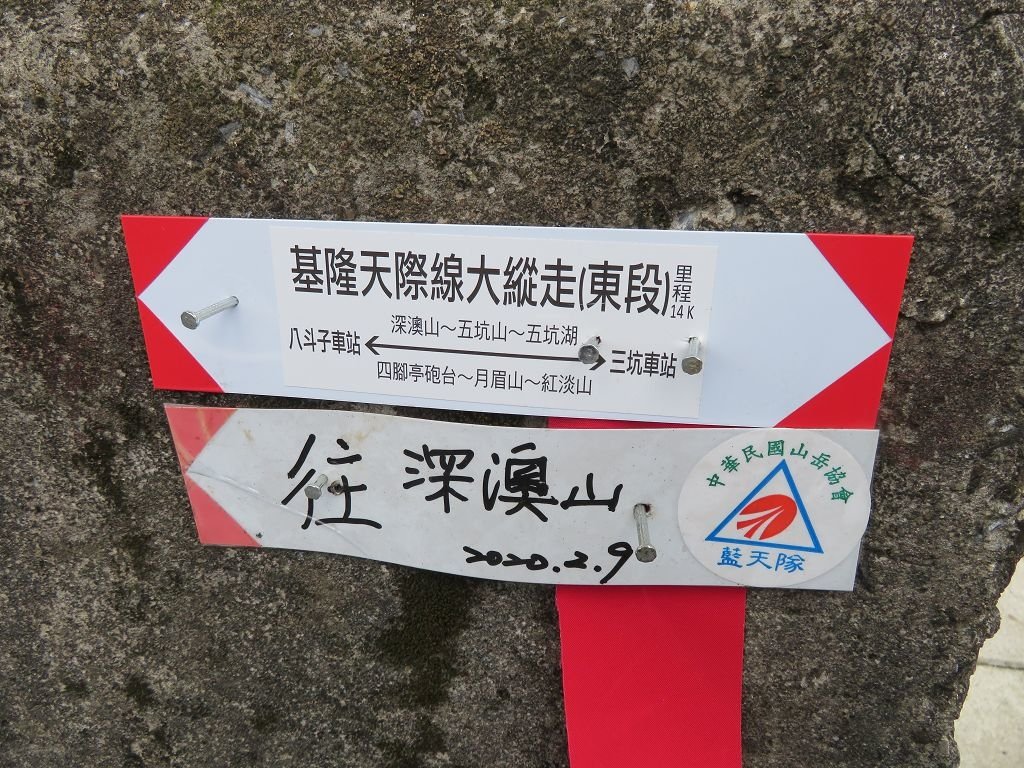 基隆天際線大縱走(東段)里程14K
深澳山～五坑山～五坑湖
八斗子車站 三坑車站
四腳亭砲台～月眉山～紅淡山
往深澳山
2020.2.9
中華民國山岳協會
藍天隊